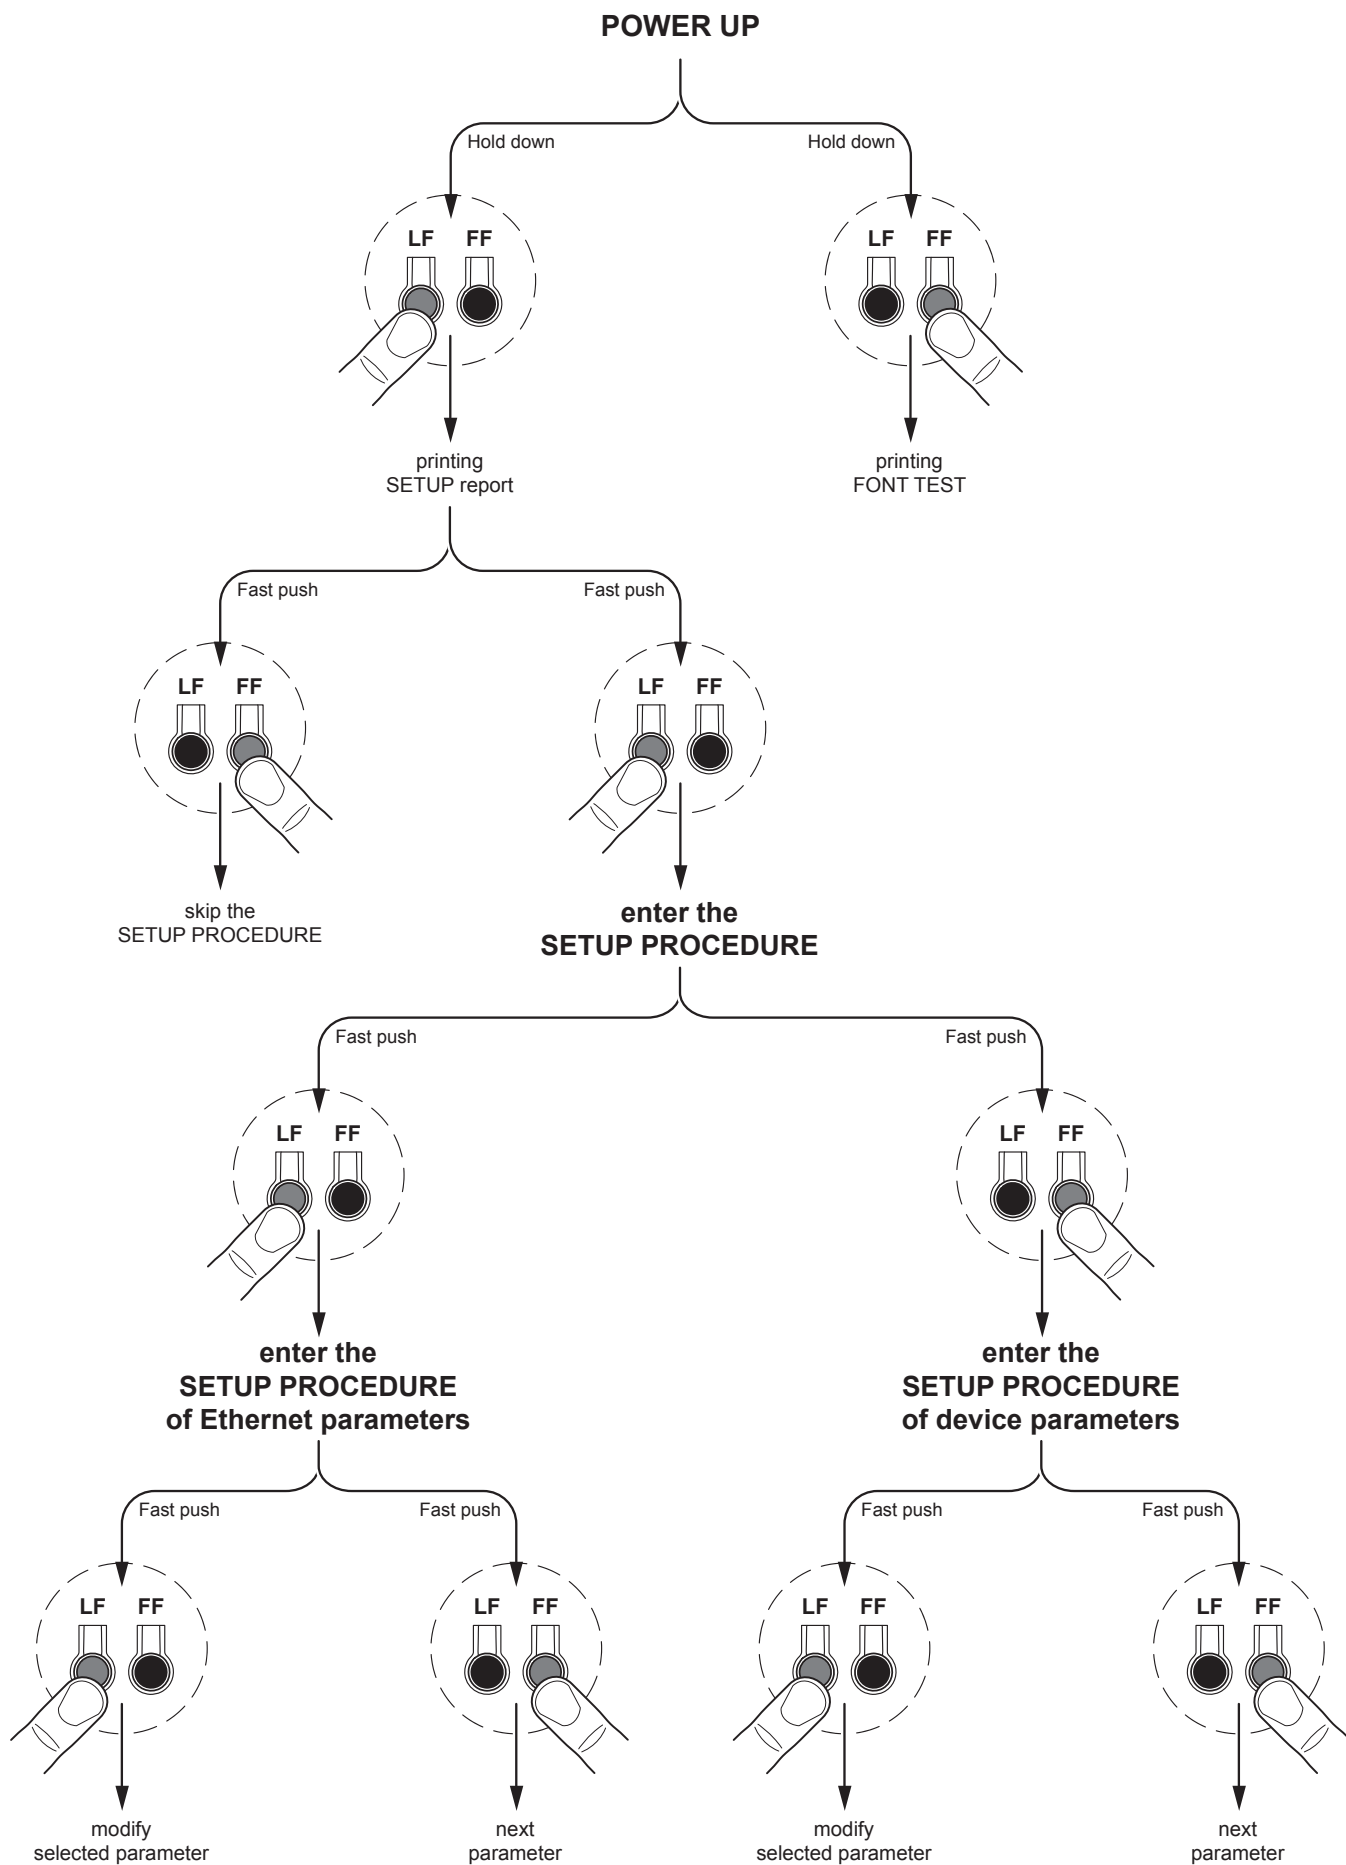 POWER UP
Hold down
Hold down
LF FF
LF FF
printing
SETUP report
printing
FONT TEST
Fast push
Fast push
LF FF
LF FF
skip the
SETUP PROCEDURE
enter the
SETUP PROCEDURE
Fast push
Fast push
LF FF
LF FF
enter the
SETUP PROCEDURE
of Ethernet parameters
enter the
SETUP PROCEDURE
of device parameters
Fast push
Fast push
Fast push
Fast push
LF FF
LF FF
LF FF
LF FF
modify
selected parameter
next
parameter
modify
selected parameter
next
parameter